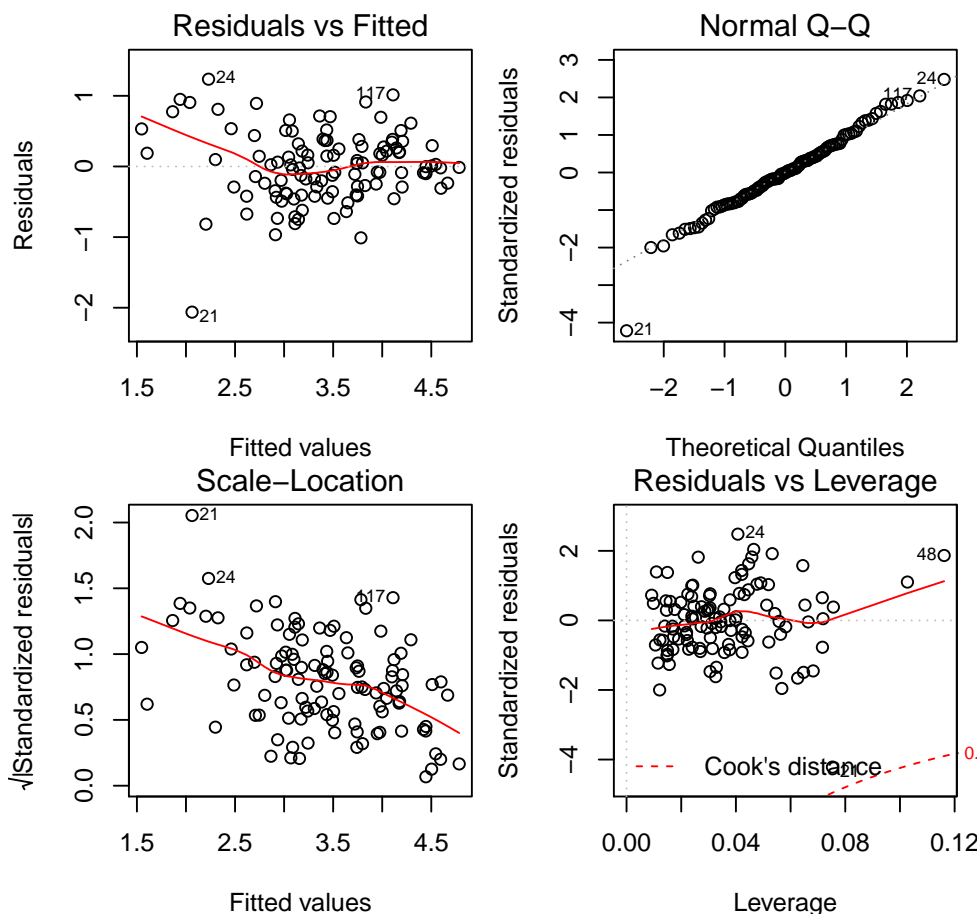 Residuals vs Fitted
Residuals
1
0
−1
−2
24
117
21
1.5 2.5 3.5 4.5
Fitted values
Normal Q−Q
Standardized residuals
3
2
0
−2
−4
24
117
21
−2 −1 0 1 2
Theoretical Quantiles
Scale−Location
√|Standardized residuals|
2.0
1.5
1.0
0.5
0.0
21
24
117
1.5 2.5 3.5 4.5
Fitted values
Residuals vs Leverage
Standardized residuals
2
0
−2
−4
24
48
21
Cook's distance
0.
0.00 0.04 0.08 0.12
Leverage